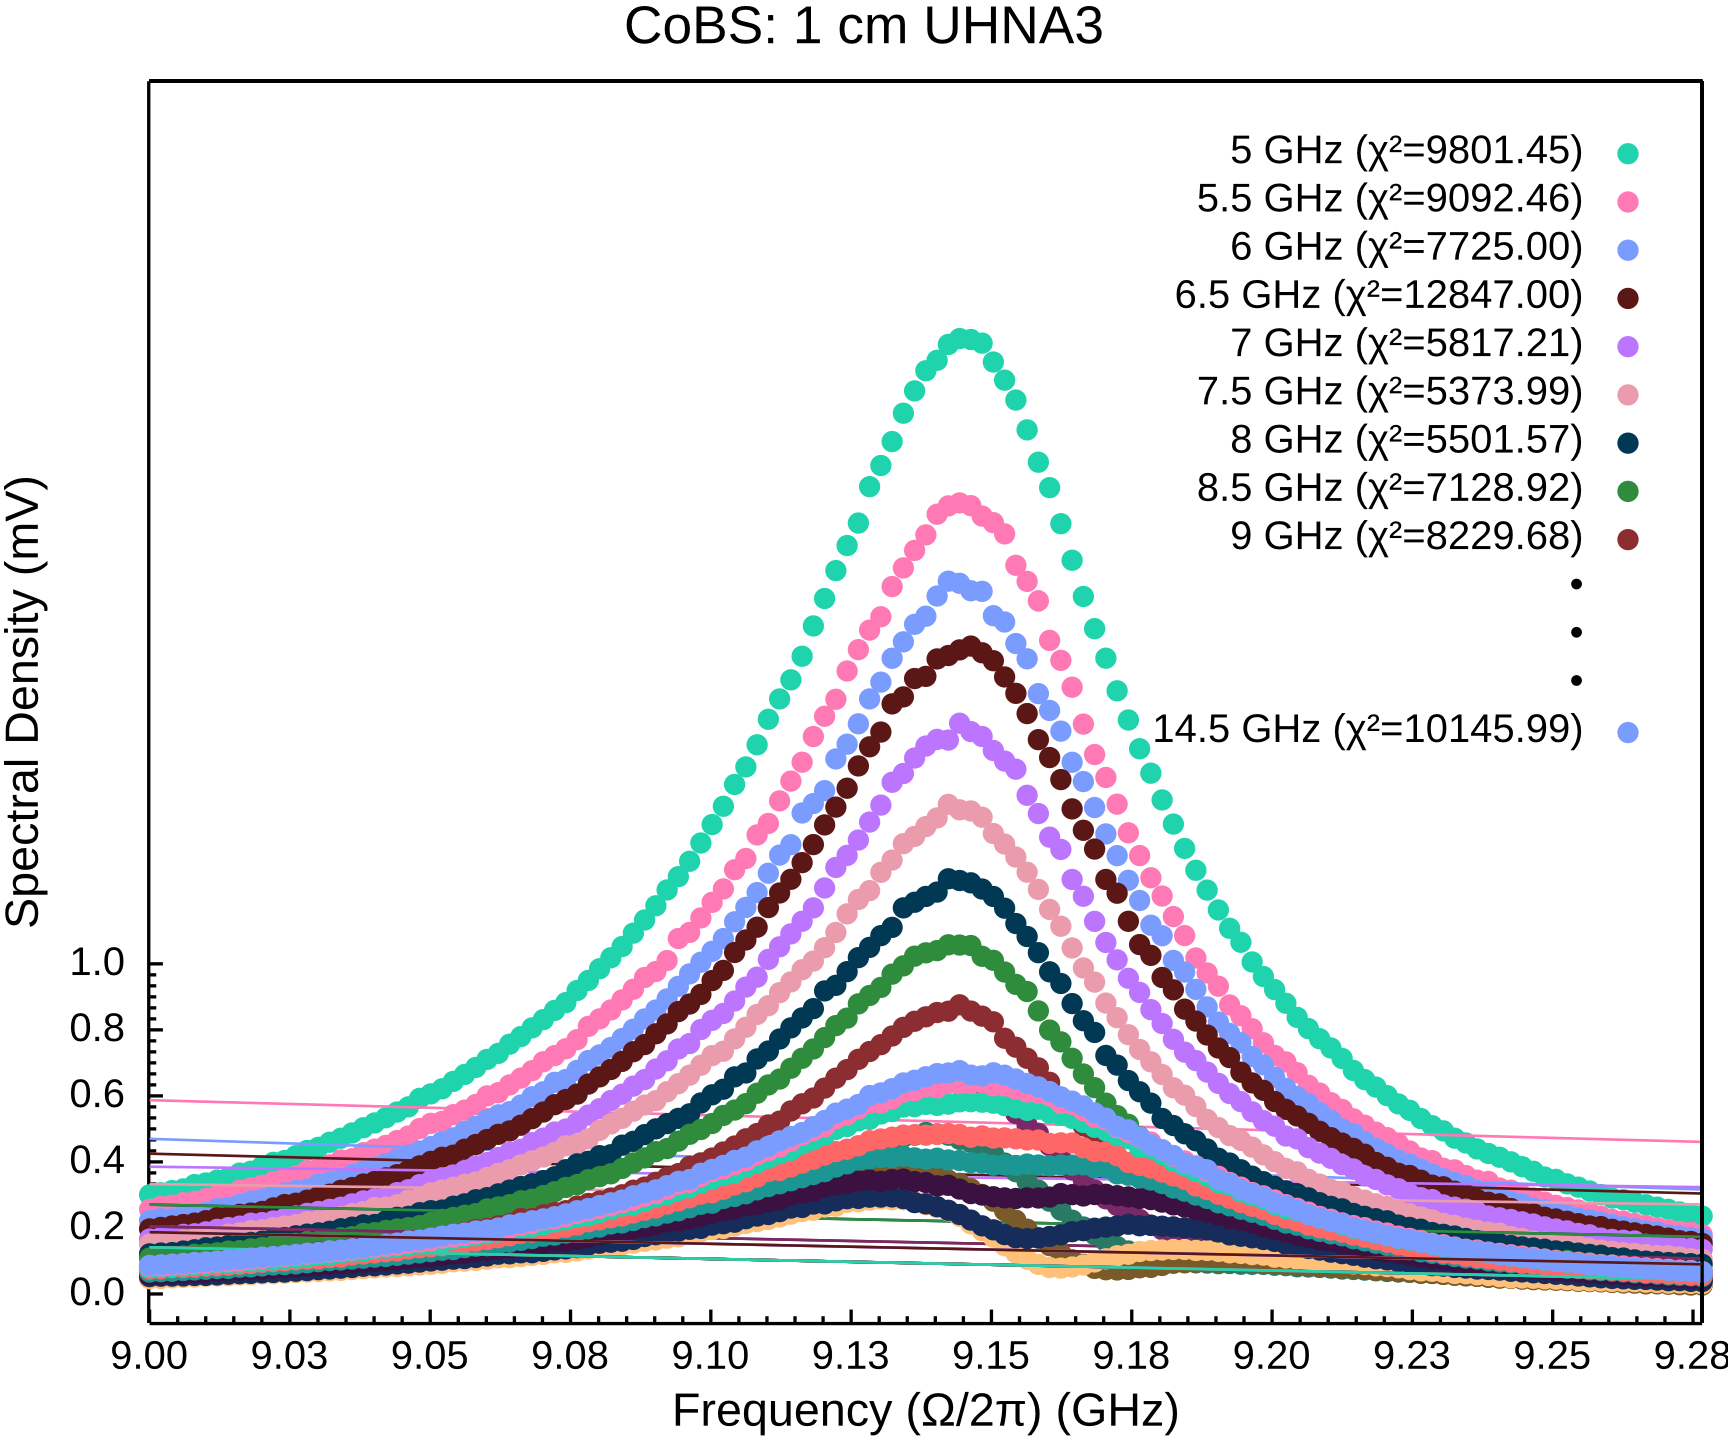 CoBS: 1 cm UHNA3
5 GHz (χ²=9801.45)
5.5 GHz (χ²=9092.46)
6 GHz (χ²=7725.00)
6.5 GHz (χ²=12847.00)
7 GHz (χ²=5817.21)
7.5 GHz (χ²=5373.99)
8 GHz (χ²=5501.57)
8.5 GHz (χ²=7128.92)
9 GHz (χ²=8229.68)
14.5 GHz (χ²=10145.99)
Spectral Density (mV)
1.0
0.8
0.6
0.4
0.2
0.0
9.00 9.03 9.05 9.08 9.10 9.13 9.15 9.18 9.20 9.23 9.25 9.28
Frequency (Ω/2π) (GHz)